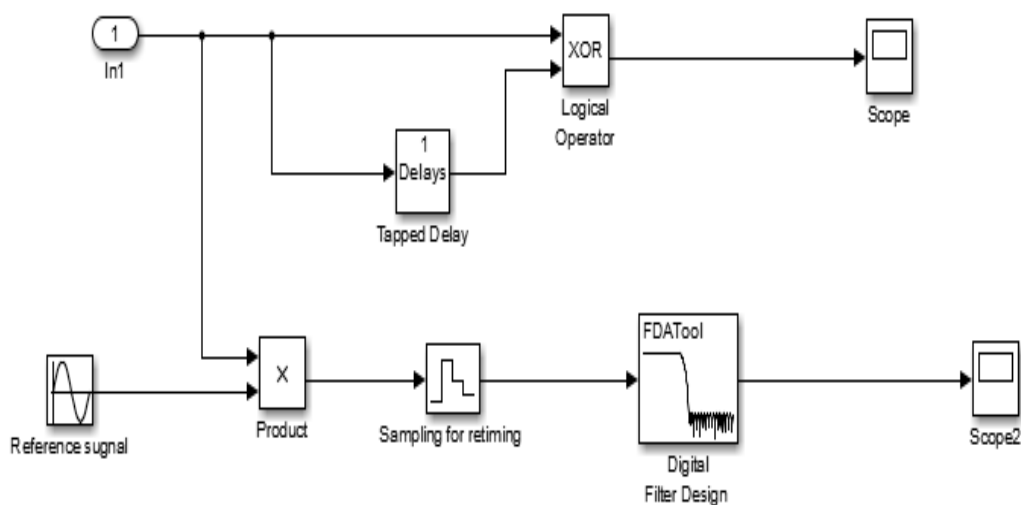 1
In1
XOR
Logical
Operator
Scope
1
Delays
Tapped Delay
Reference sugnal
X
Product
Sampling for retiming
FDATool
Digital
Filter Design
Scope2